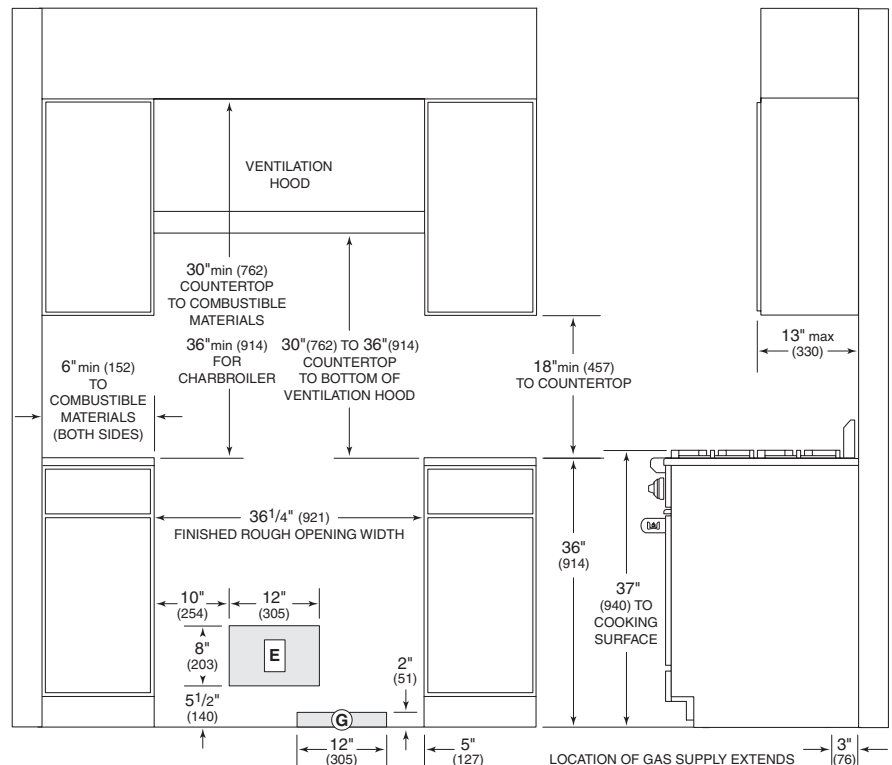 VENTILATION
HOOD
30" min (762)
COUNTERTOP
TO COMBUSTIBLE
MATERIALS
36" min (914)
FOR
CHARBROILER
30" (762) TO 36" (914)
COUNTERTOP
TO BOTTOM OF
VENTILATION HOOD
18" min (457)
TO COUNTERTOP
13" max
(330)
6" min (152)
TO
COMBUSTIBLE
MATERIALS
(BOTH SIDES)
36 1/4" (921)
FINISHED ROUGH OPENING WIDTH
36"
(914)
37"
(940) TO
COOKING
SURFACE
10"
(254)
12"
(305)
8"
(203)
E
5 1/2"
(140)
2"
(51)
G
12"
(305)
5"
(127)
LOCATION OF GAS SUPPLY EXTENDS
3"
(76)